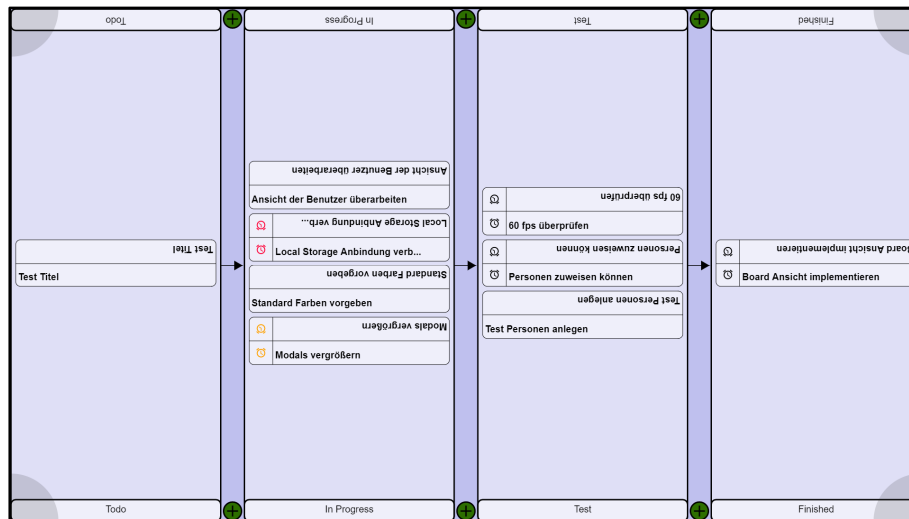 Todo
In Progress
Test
Finished
Ansicht der Benutzer überarbeiten
Ansicht der Benutzer überarbeiten
Local Storage Anbindung verb...
Local Storage Anbindung verb...
Standard Farben vorgeben
Standard Farben vorgeben
Modals vergrößern
Modals vergrößern
Test Titel
Test Titel
60 fps überprüfen
60 fps überprüfen
Personen zuweisen können
Personen zuweisen können
Test Personen anlegen
Test Personen anlegen
Board Ansicht implementieren
Board Ansicht implementieren
Todo
In Progress
Test
Finished